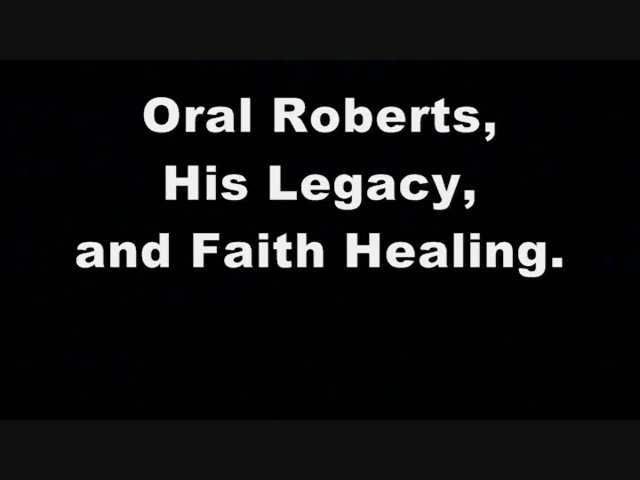 Oral Roberts,
His Legacy,
and Faith Healing.